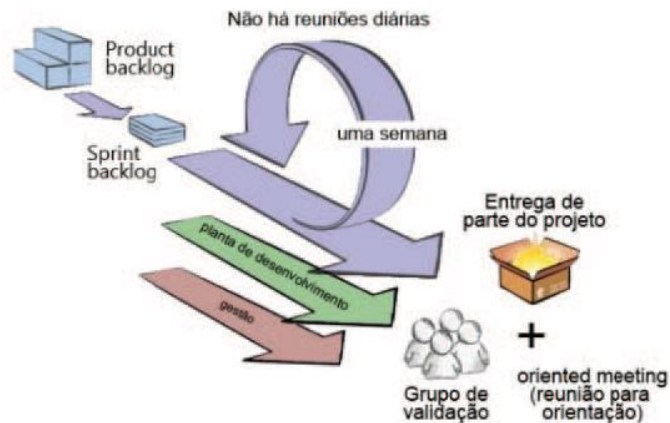 Não há reuniões diárias
Product
backlog
uma semana
Sprint
backlog
Entrega de
parte do projeto
planta de desenvolvimento
gestão
+
Grupo de
validação
oriented meeting
(reunião para
orientação)